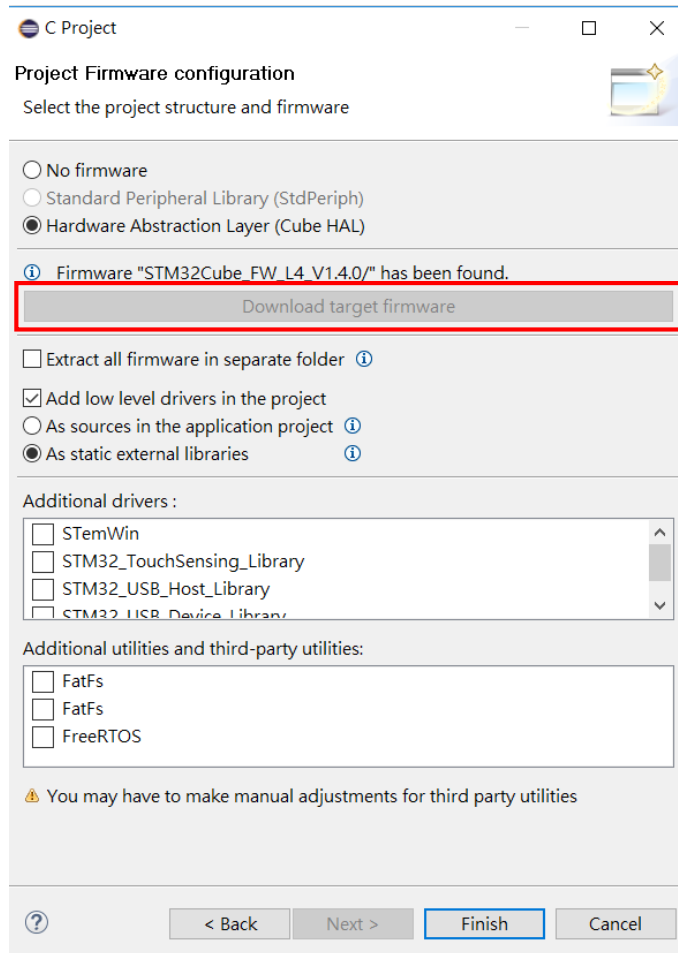 C Project
Project Firmware configuration
Select the project structure and firmware
No firmware
Standard Peripheral Library (StdPeriph)
Hardware Abstraction Layer (Cube HAL)
Firmware "STM32Cube_FW_L4_V1.4.0/" has been found.
Download target firmware
Extract all firmware in separate folder
Add low level drivers in the project
As sources in the application project
As static external libraries
Additional drivers :
STemWin
STM32_TouchSensing_Library
STM32_USB_Host_Library
STM32_USB_Device_Library
Additional utilities and third-party utilities:
FatFs
FatFs
FreeRTOS
You may have to make manual adjustments for third party utilities
< Back
Next >
Finish
Cancel